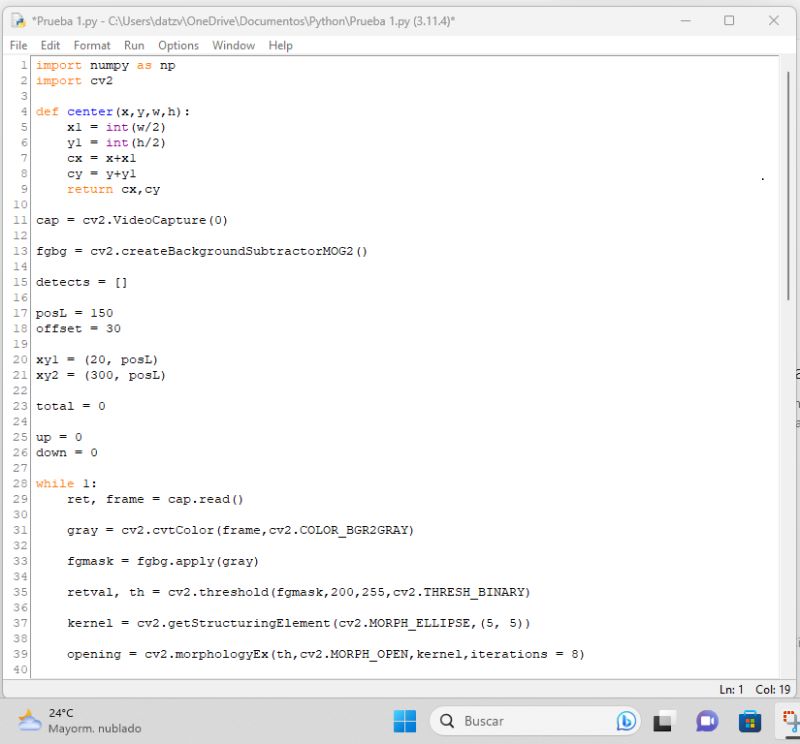 *Prueba 1.py - C:\Users\datzv\OneDrive\Documentos\Python\Prueba 1.py (3.11.4)*
File Edit Format Run Options Window Help
1 import numpy as np
2 import cv2
3
4 def center(x,y,w,h):
5     x1 = int(w/2)
6     y1 = int(h/2)
7     cx = x+x1
8     cy = y+y1
9     return cx,cy
10
11 cap = cv2.VideoCapture(0)
12
13 fgbg = cv2.createBackgroundSubtractorMOG2()
14
15 detects = []
16
17 posL = 150
18 offset = 30
19
20 xy1 = (20, posL)
21 xy2 = (300, posL)
22
23 total = 0
24
25 up = 0
26 down = 0
27
28 while 1:
29     ret, frame = cap.read()
30
31     gray = cv2.cvtColor(frame,cv2.COLOR_BGR2GRAY)
32
33     fgmask = fgbg.apply(gray)
34
35     retval, th = cv2.threshold(fgmask,200,255,cv2.THRESH_BINARY)
36
37     kernel = cv2.getStructuringElement(cv2.MORPH_ELLIPSE,(5, 5))
38
39     opening = cv2.morphologyEx(th,cv2.MORPH_OPEN,kernel,iterations = 8)
40
Ln: 1 Col: 19
24°C
Mayorm. nublado
Buscar